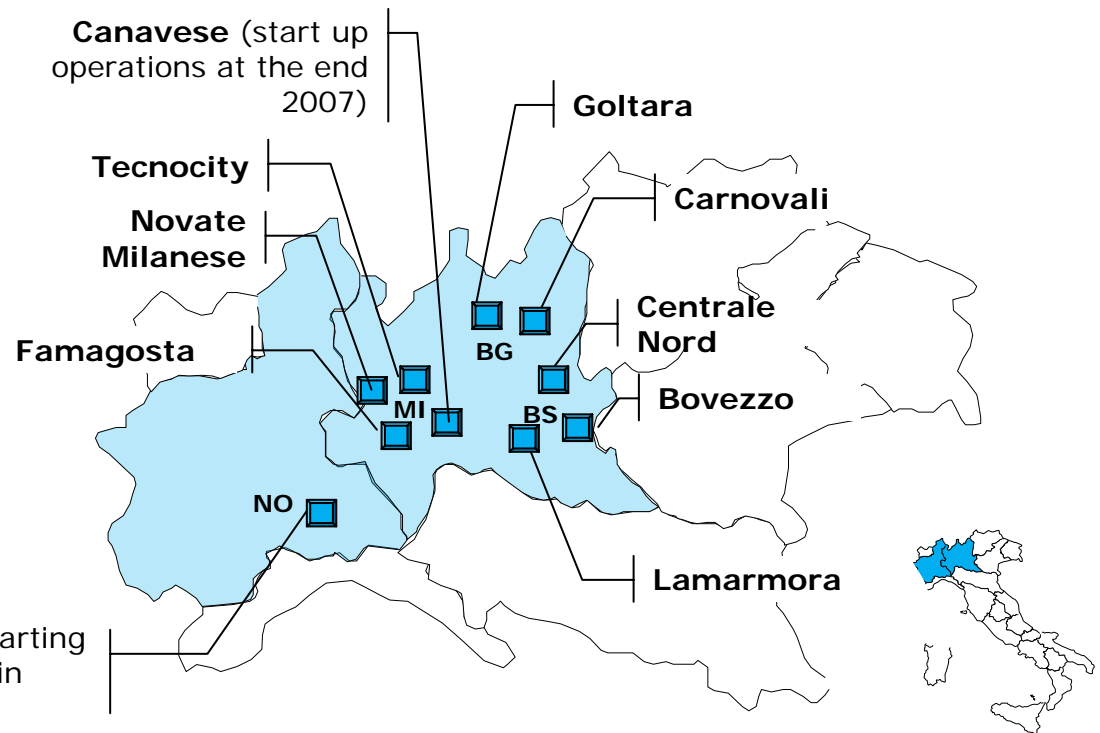 Canavese (start up
operations at the end
2007)
Goltara
Tecnocity
Carnovali
Novate
Milanese
Centrale
Nord
Famagosta
BG
Bovezzo
MI
BS
NO
Lamarmora
arting
in